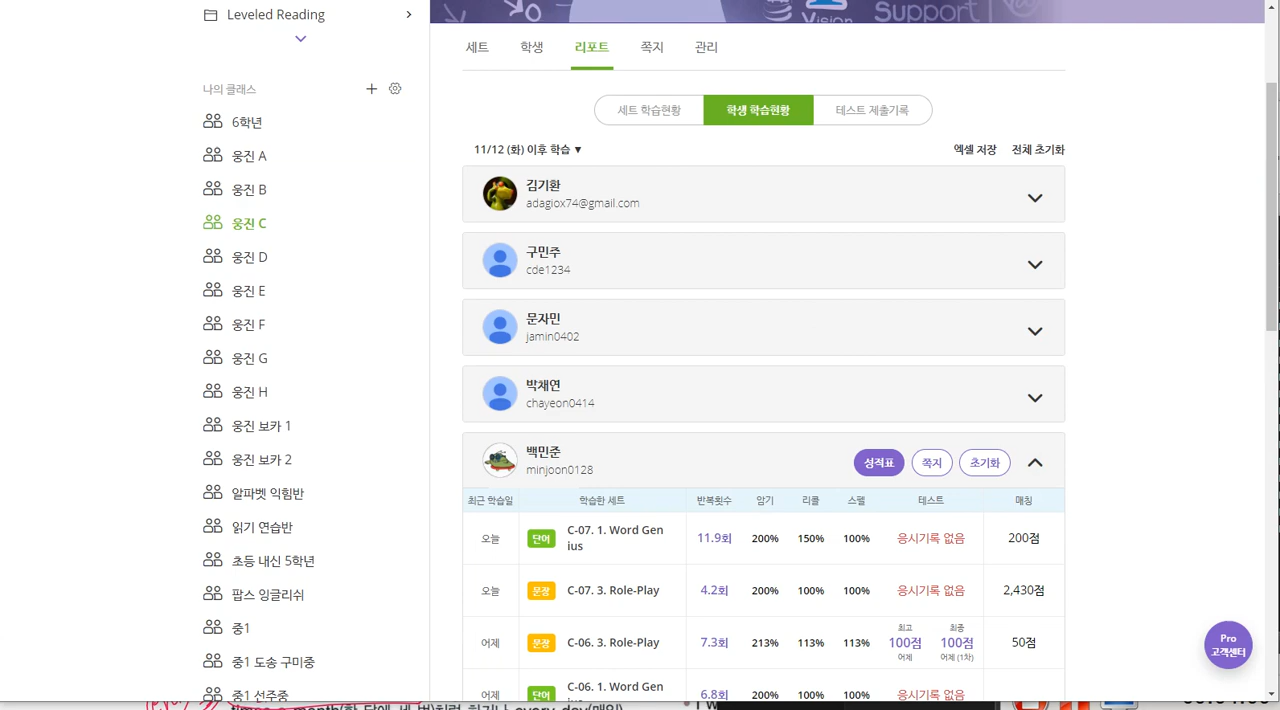 Leveled Reading
Vision
Support
세트 학생 리포트 쪽지 관리
나의 클래스
6학년
웅진 A
웅진 B
웅진 C
웅진 D
웅진 E
웅진 F
웅진 G
웅진 H
웅진 보카 1
웅진 보카 2
알파벳 익힘반
읽기 연습반
초등 내신 5학년
팝스 잉글리쉬
중1
중1 도송 구미중
중1 선주중
세트 학습현황 학생 학습현황 테스트 제출기록
11/12 (화) 이후 학습 ▼ 엑셀 저장 전체 초기화
김기환
adagiox74@gmail.com
구민주
cde1234
문자민
jamin0402
박채연
chayeon0414
백민준
minjoon0128
성적표 쪽지 초기화
최근 학습일 학습한 세트 반복횟수 암기 리콜 스펠 테스트 매칭
오늘 단어 C-07. 1. Word Gen
ius 11.9회 200% 150% 100% 응시기록 없음 200점
오늘 문장 C-07. 3. Role-Play 4.2회 200% 100% 100% 응시기록 없음 2,430점
어제 문장 C-06. 3. Role-Play 7.3회 213% 113% 113% 최고 100점 어제 최종 100점 어제 (1차) 50점
어제 단어 C-06. 1. Word Gen
6.8회 200% 100% 100% 응시기록 없음
Pro
고객센터